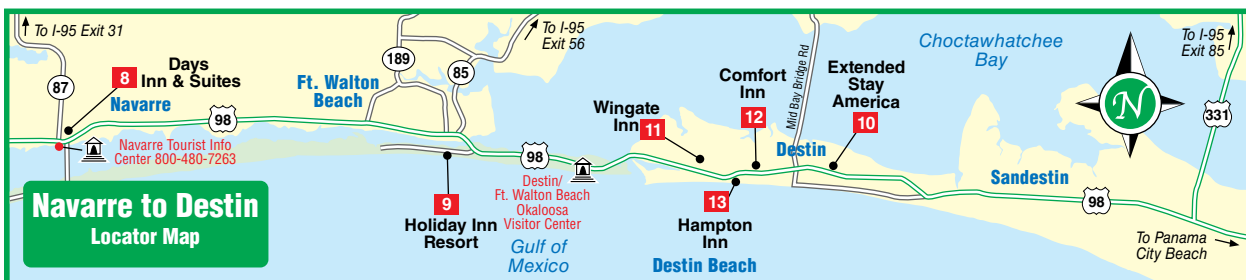 To I-95 Exit 31
87
8
Days
Inn & Suites
Navarre
98
Navarre Tourist Info
Center 800-480-7263
Navarre to Destin
Locator Map
189
85
To I-95
Exit 56
Ft. Walton
Beach
9
Holiday Inn
Resort
98
Destin/
Ft. Walton Beach
Okaloosa
Visitor Center
Gulf of
Mexico
Wingate
Inn
11
Comfort
Inn
12
Mid Bay Bridge Rd
Extended
Stay
America
10
Destin
13
Hampton
Inn
Destin Beach
Choctawhatchee
Bay
N
To I-95
Exit 85
331
Sandestin
98
To Panama
City Beach